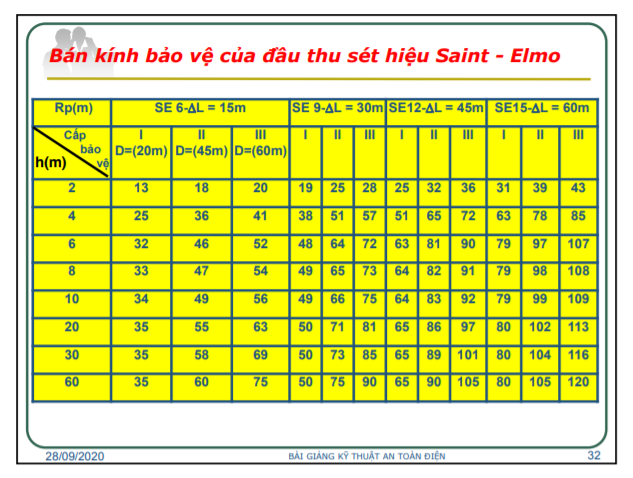 Bán kính bảo vệ của đầu thu sét hiệu Saint - Elmo
Rp(m) SE 6-ΔL = 15m SE 9-ΔL = 30m SE12-ΔL = 45m SE15-ΔL = 60m
Cấp bảo vệ h(m) I D=(20m) II D=(45m) III D=(60m) I II III I II III I II III
2 13 18 20 19 25 28 25 32 36 31 39 43
4 25 36 41 38 51 57 51 65 72 63 78 85
6 32 46 52 48 64 72 63 81 90 79 97 107
8 33 47 54 49 65 73 64 82 91 79 98 108
10 34 49 56 49 66 75 64 83 92 79 99 109
20 35 55 63 50 71 81 65 86 97 80 102 113
30 35 58 69 50 73 85 65 89 101 80 104 116
60 35 60 75 50 75 90 65 90 105 80 105 120
28/09/2020 BÀI GIẢNG KỸ THUẬT AN TOÀN ĐIỆN 32